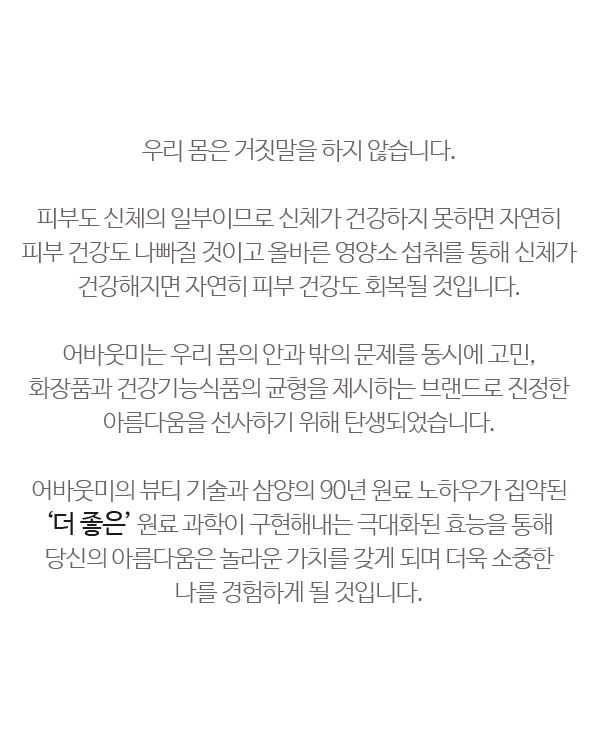 우리 몸은 거짓말을 하지 않습니다.
피부도 신체의 일부이므로 신체가 건강하지 못하면 자연히
피부 건강도 나빠질 것이고 올바른 영양소 섭취를 통해 신체가
건강해지면 자연히 피부 건강도 회복될 것입니다.
어바웃미는 우리 몸의 안과 밖의 문제를 동시에 고민,
화장품과 건강기능식품의 균형을 제시하는 브랜드로 진정한
아름다움을 선사하기 위해 탄생되었습니다.
어바웃미의 뷰티 기술과 삼양의 90년 원료 노하우가 집약된
‘더 좋은’ 원료 과학이 구현해내는 극대화된 효능을 통해
당신의 아름다움은 놀라운 가치를 갖게 되며 더욱 소중한
나를 경험하게 될 것입니다.